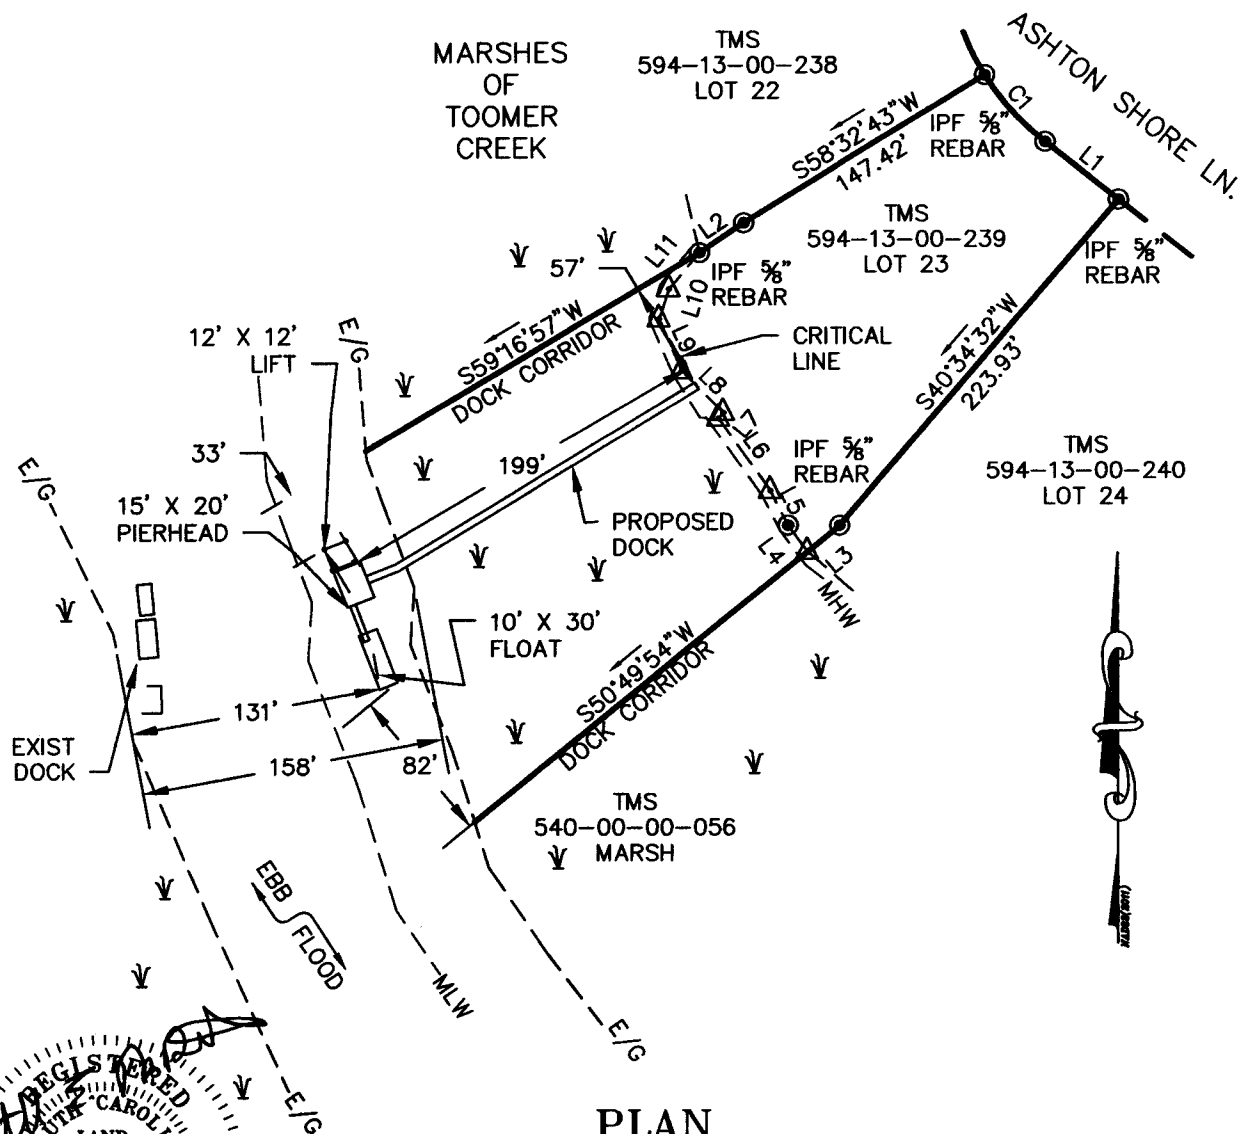 MARSHES
OF
TOOMER
CREEK
TMS
594-13-00-238
LOT 22
ASHTON SHORE LN.
C1
L1
S58°32'43"W
147.42'
IPF 5/8"
REBAR
L2
L11
57'
TMS
594-13-00-239
LOT 23
IPF 5/8"
REBAR
IPF 5/8"
REBAR
L10
L9
CRITICAL
LINE
S59°16'57"W
DOCK CORRIDOR
E/G
12' X 12'
LIFT
L8
L7
L6
S40°34'32"W
223.93'
33'
199'
IPF 5/8"
REBAR
TMS
594-13-00-240
LOT 24
E/G
15' X 20'
PIERHEAD
PROPOSED
DOCK
L5
L4
L3
MHW
10' X 30'
FLOAT
S50°49'54"W
DOCK CORRIDOR
131'
EXIST
DOCK
158'
82'
TMS
540-00-00-056
MARSH
EBB
FLOOD
MLW
E/G
E/G
REGISTERED
PLAN